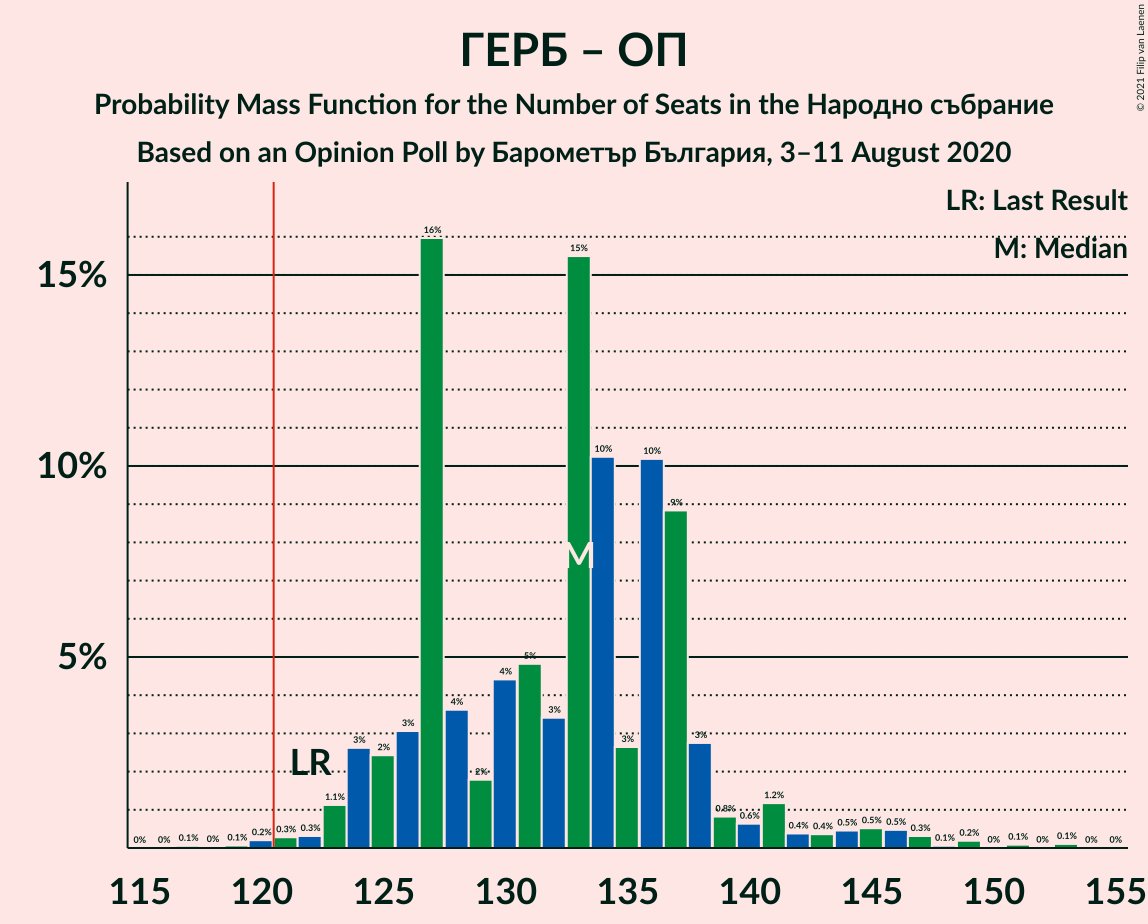 ГЕРБ – ОП
Probability Mass Function for the Number of Seats in the Народно събрание
Based on an Opinion Poll by Барометър България, 3–11 August 2020
© 2021 Filip van Laenen
LR: Last Result
M: Median
15%
10%
5%
LR
M
0% 0% 0.1% 0% 0.1% 0.2% 0.3% 0.3% 1.1% 3% 2% 3% 16% 4% 2% 4% 5% 3% 15% 10% 3% 10% 9% 3% 0.8% 0.6% 1.2% 0.4% 0.4% 0.5% 0.5% 0.5% 0.3% 0.1% 0.2% 0% 0.1% 0% 0.1% 0% 0%
115 120 125 130 135 140 145 150 155